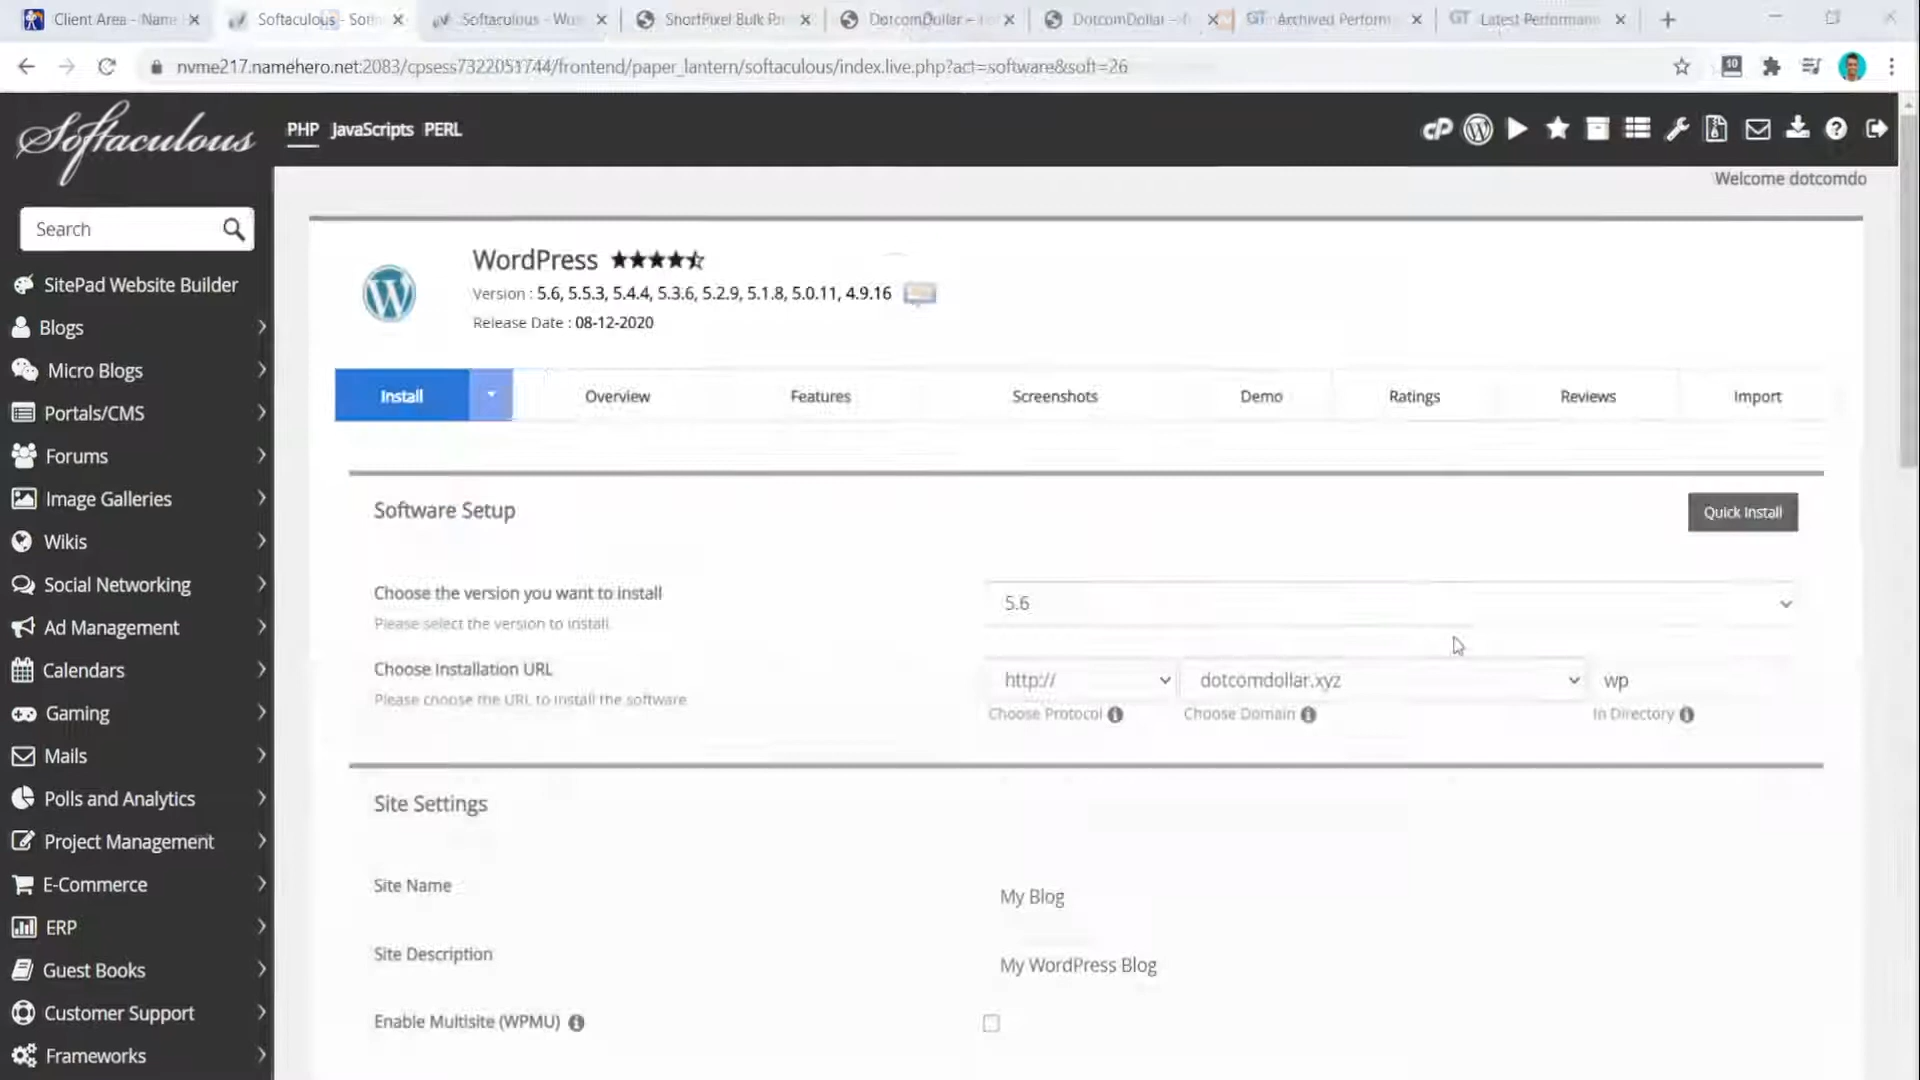 Client Area - Name
Softaculous - Soft
Softaculous - Wo
ShortPixel Bulk P
DotcomDollar –
DotcomDollar –
GT Archived Perform
GT Latest Performan
nvme217.namehero.net:2083/cpsess7322051744/frontend/paper_lantern/softaculous/index.live.php?act=software&soft=26
10
Softaculous
PHP JavaScripts PERL
cP
Welcome dotcomdo
Search
SitePad Website Builder
Blogs
Micro Blogs
Portals/CMS
Forums
Image Galleries
Wikis
Social Networking
Ad Management
Calendars
Gaming
Mails
Polls and Analytics
Project Management
E-Commerce
ERP
Guest Books
Customer Support
Frameworks
WordPress
Version : 5.6, 5.5.3, 5.4.4, 5.3.6, 5.2.9, 5.1.8, 5.0.11, 4.9.16
Release Date : 08-12-2020
Install
Overview
Features
Screenshots
Demo
Ratings
Reviews
Import
Software Setup
Quick Install
Choose the version you want to install
Please select the version to install.
5.6
Choose Installation URL
Please choose the URL to install the software
http://
Choose Protocol
dotcomdollar.xyz
Choose Domain
wp
In Directory
Site Settings
Site Name
My Blog
Site Description
My WordPress Blog
Enable Multisite (WPMU)